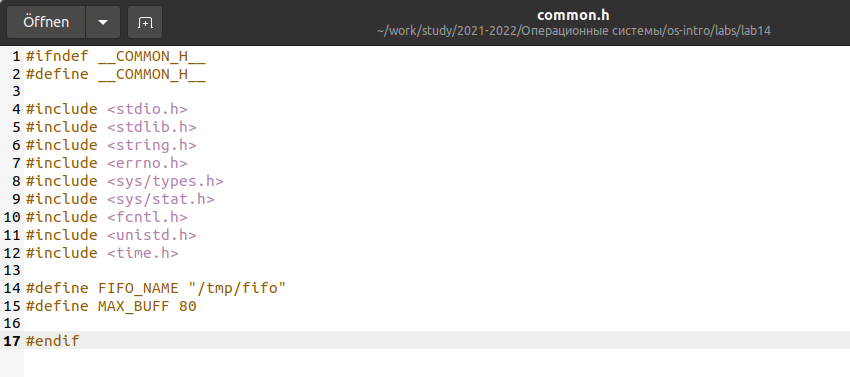 Öffnen
common.h
~/work/study/2021-2022/Операционные системы/os-intro/labs/lab14
1 #ifndef __COMMON_H__
2 #define __COMMON_H__
3
4 #include <stdio.h>
5 #include <stdlib.h>
6 #include <string.h>
7 #include <errno.h>
8 #include <sys/types.h>
9 #include <sys/stat.h>
10 #include <fcntl.h>
11 #include <unistd.h>
12 #include <time.h>
13
14 #define FIFO_NAME "/tmp/fifo"
15 #define MAX_BUFF 80
16
17 #endif